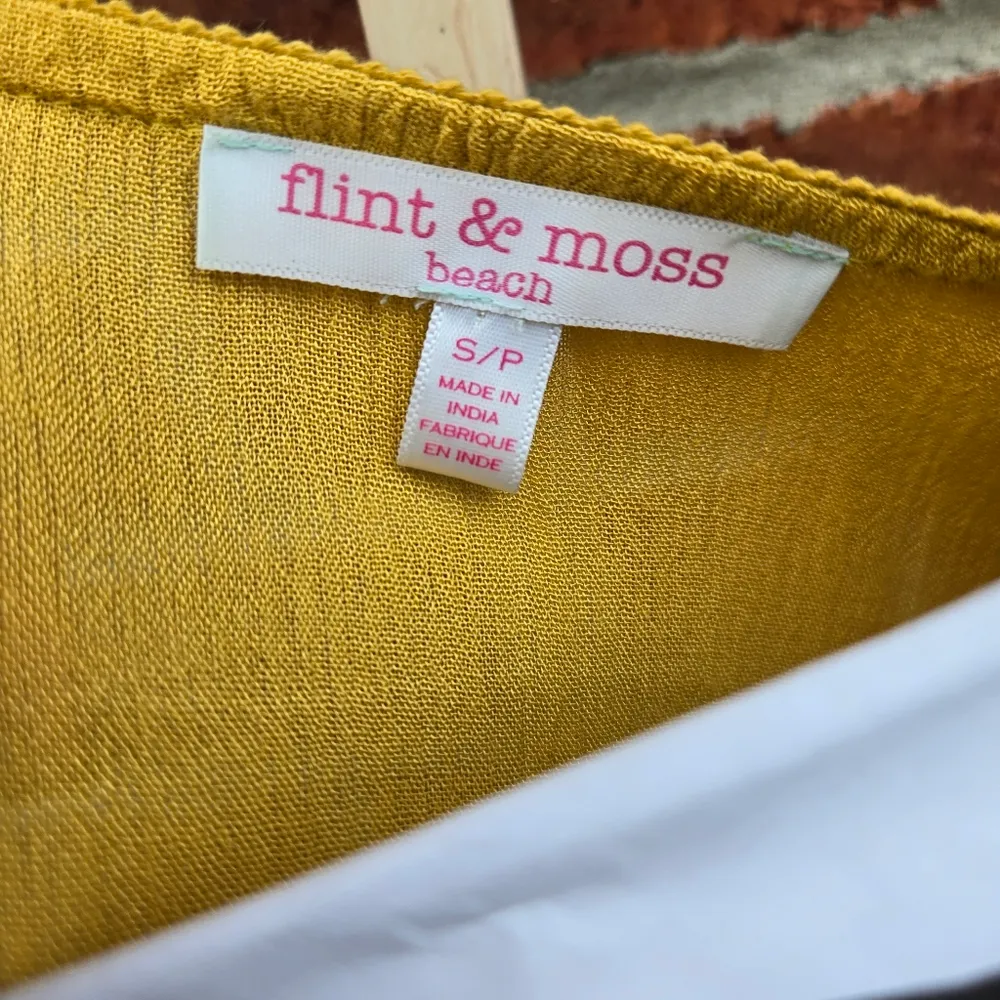 flint & moss
beach
S/P
MADE IN
INDIA
FABRIQUE
EN INDE